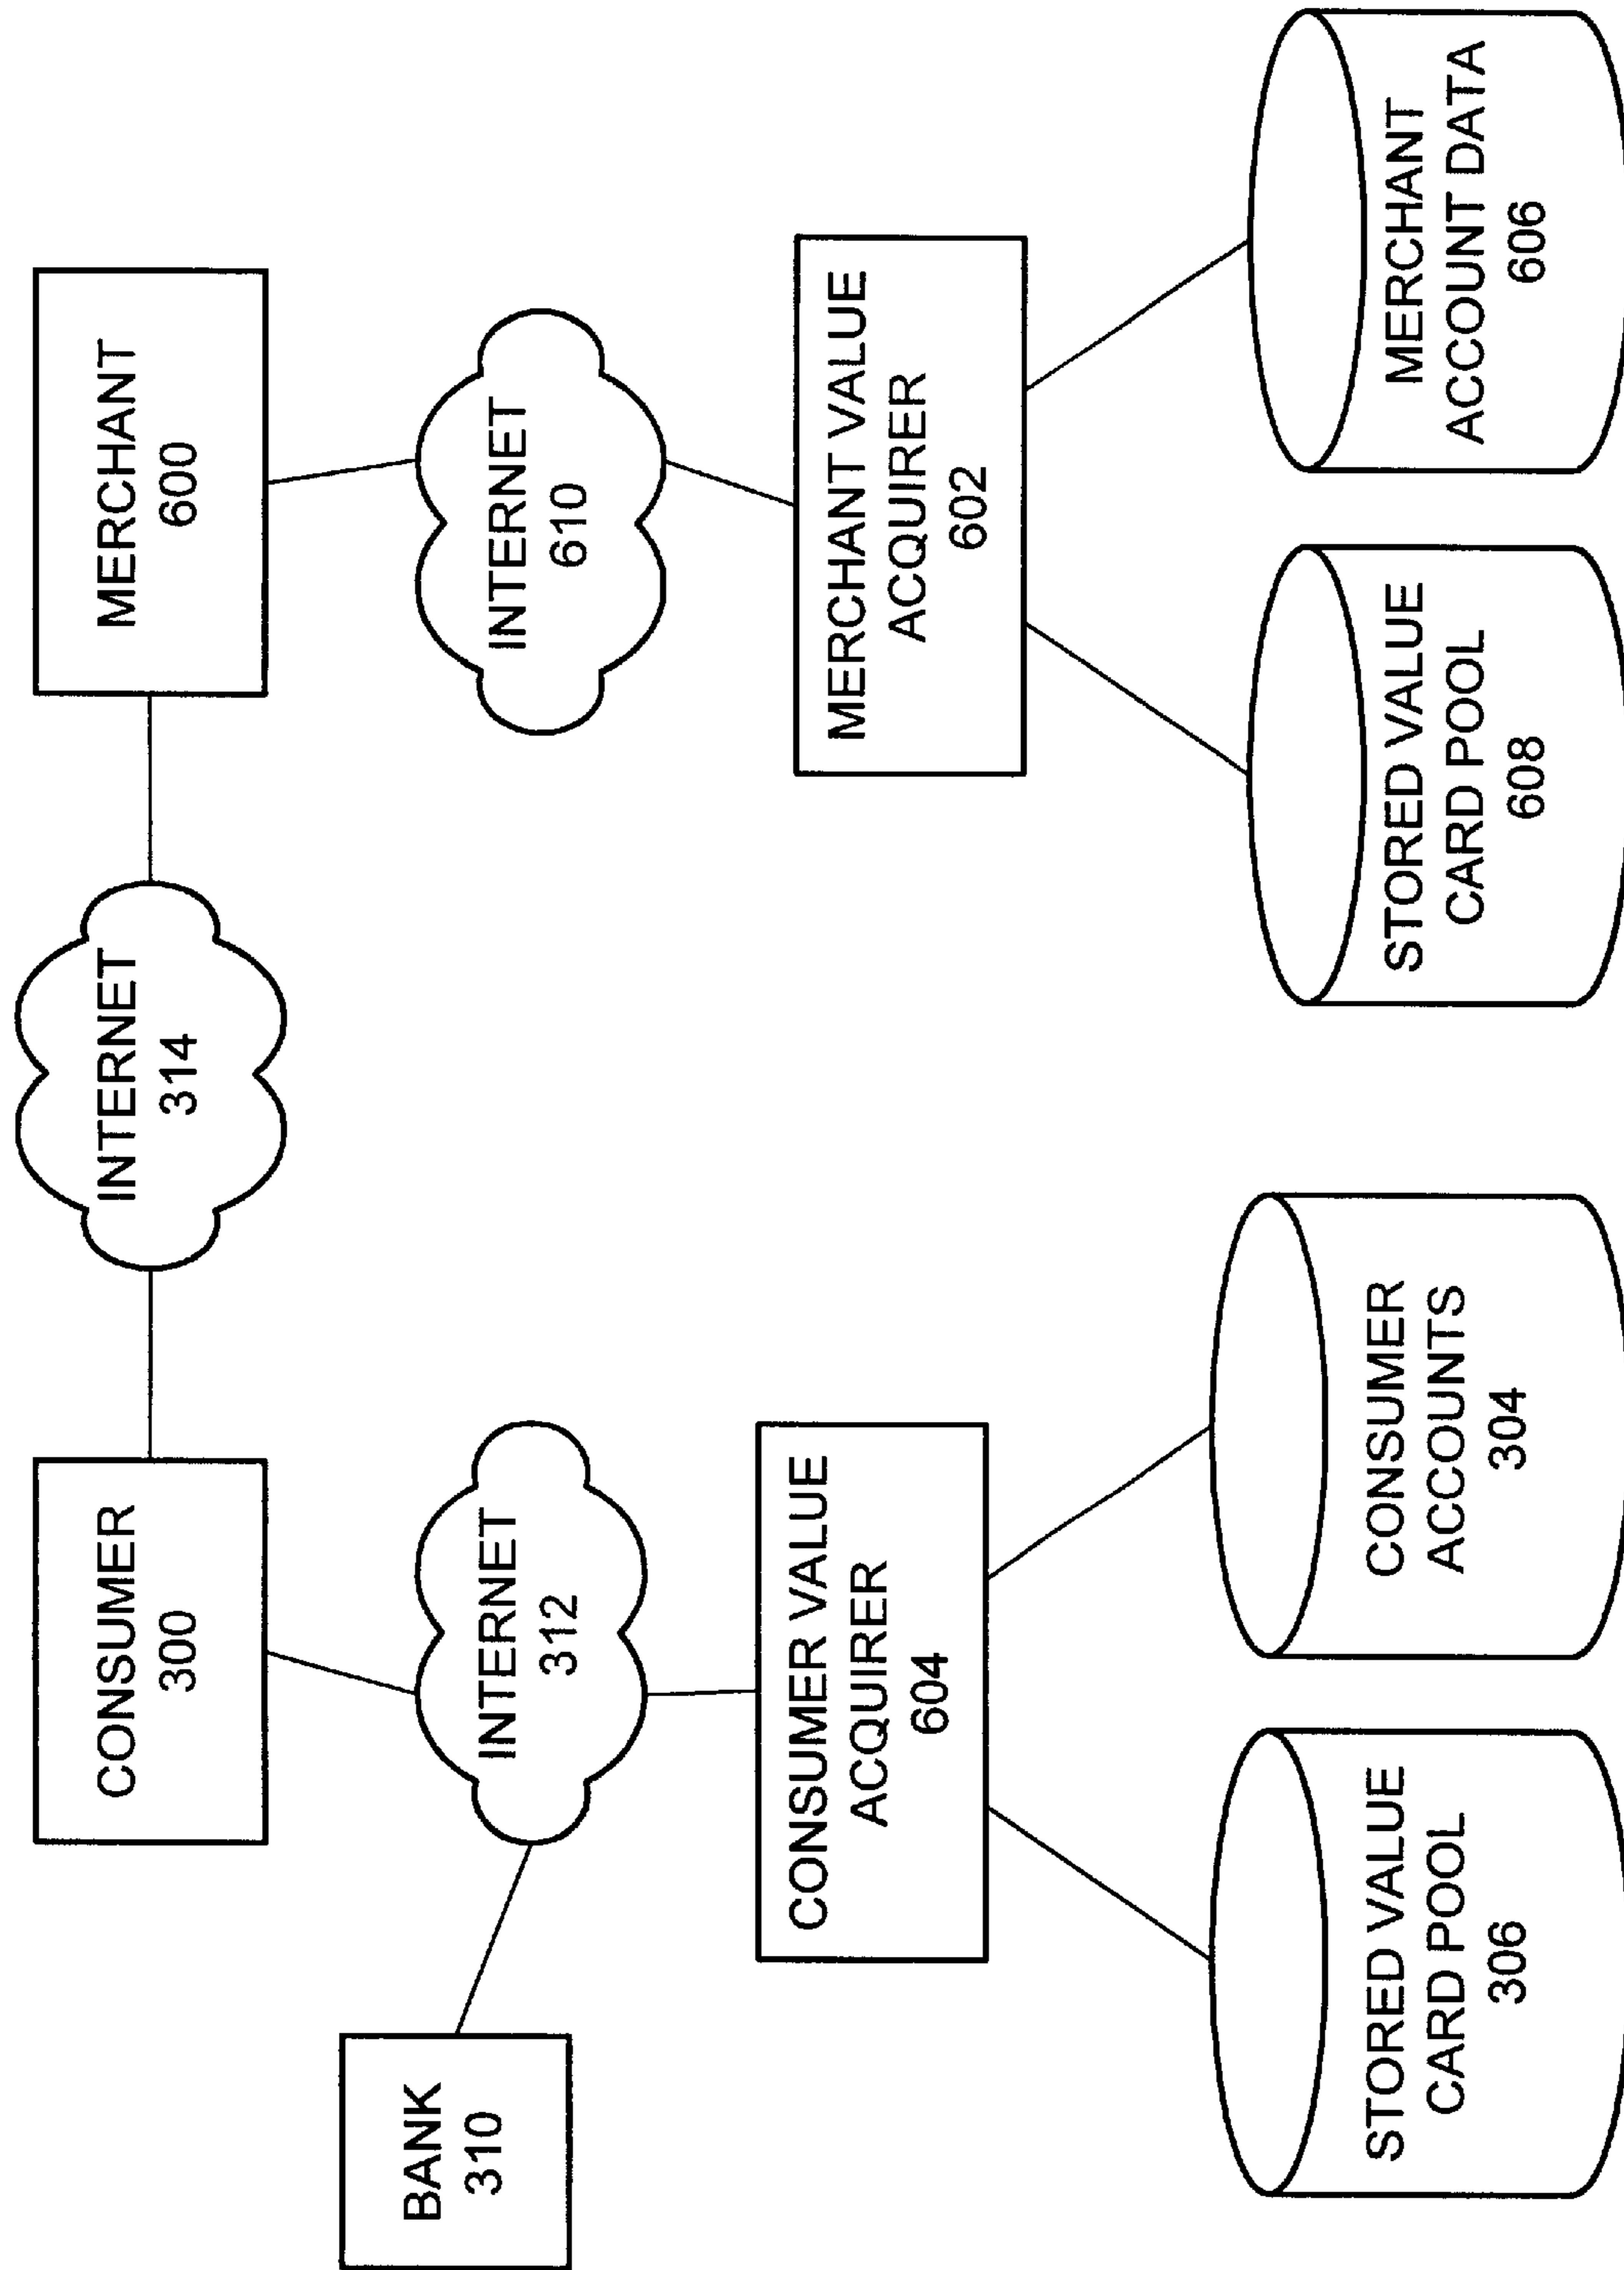 CONSUMER
300
INTERNET
314
MERCHANT
600
BANK
310
INTERNET
312
INTERNET
610
CONSUMER VALUE
ACQUIRER
604
MERCHANT VALUE
ACQUIRER
602
STORED VALUE
CARD POOL
306
CONSUMER
ACCOUNTS
304
STORED VALUE
CARD POOL
608
MERCHANT
ACCOUNT DATA
606